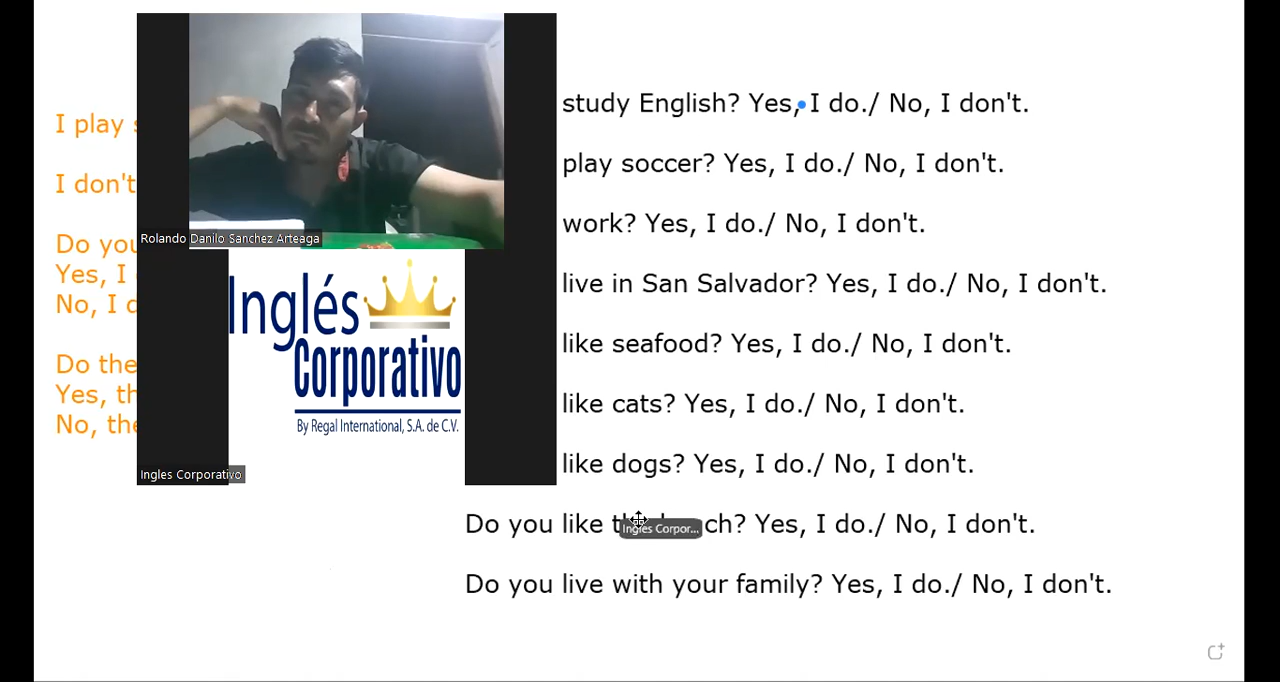 I play
I don't
Do you
Yes, I
No, I
Do the
Yes, th
No, the
Rolando Danilo Sanchez Arteaga
Inglés
Corporativo
By Regal International, S.A. de C.V.
Ingles Corporativo
study English? Yes, I do./ No, I don't.
play soccer? Yes, I do./ No, I don't.
work? Yes, I do./ No, I don't.
live in San Salvador? Yes, I do./ No, I don't.
like seafood? Yes, I do./ No, I don't.
like cats? Yes, I do./ No, I don't.
like dogs? Yes, I do./ No, I don't.
Do you like ch? Yes, I do./ No, I don't.
Ingles Corpor...
Do you live with your family? Yes, I do./ No, I don't.